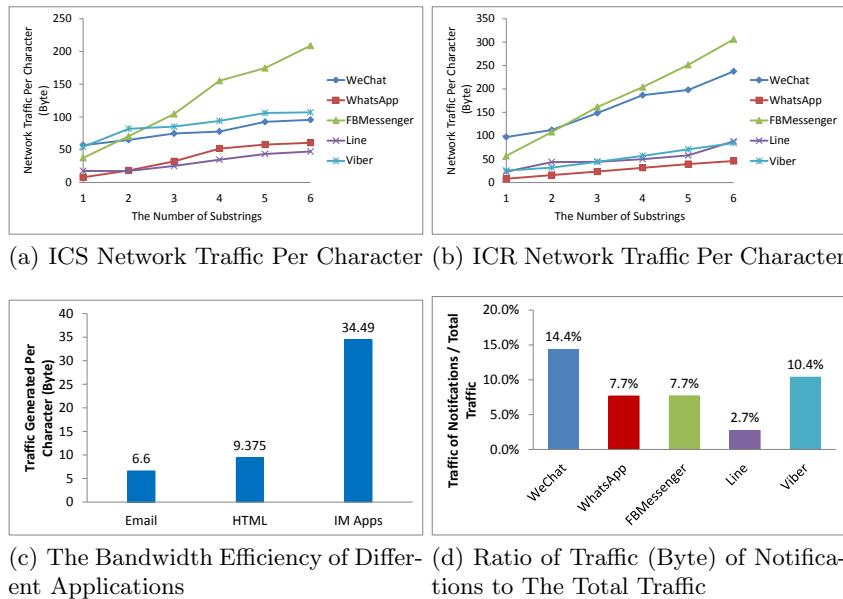 250
200
150
100
50
0
Network Traffic Per Character
(Byte)
1 2 3 4 5 6
The Number of Substrings
WeChat
WhatsApp
FBMessenger
Line
Viber
(a) ICS Network Traffic Per Character
350
300
250
200
150
100
50
0
Network Traffic Per Character
(Byte)
1 2 3 4 5 6
The Number of Substrings
WeChat
WhatsApp
FBMessenger
Line
Viber
(b) ICR Network Traffic Per Character
40
35
30
25
20
15
10
5
0
Traffic Generated Per
Character (Byte)
6.6
9.375
34.49
Email HTML IM Apps
(c) The Bandwidth Efficiency of Differ-
ent Applications
20.0%
15.0%
10.0%
5.0%
0.0%
Traffic of Notifcations / Total
Traffic
14.4%
7.7%
7.7%
2.7%
10.4%
WeChat
WhatsApp
FBMessenger
Line
Viber
(d) Ratio of Traffic (Byte) of Notifica-
tions to The Total Traffic